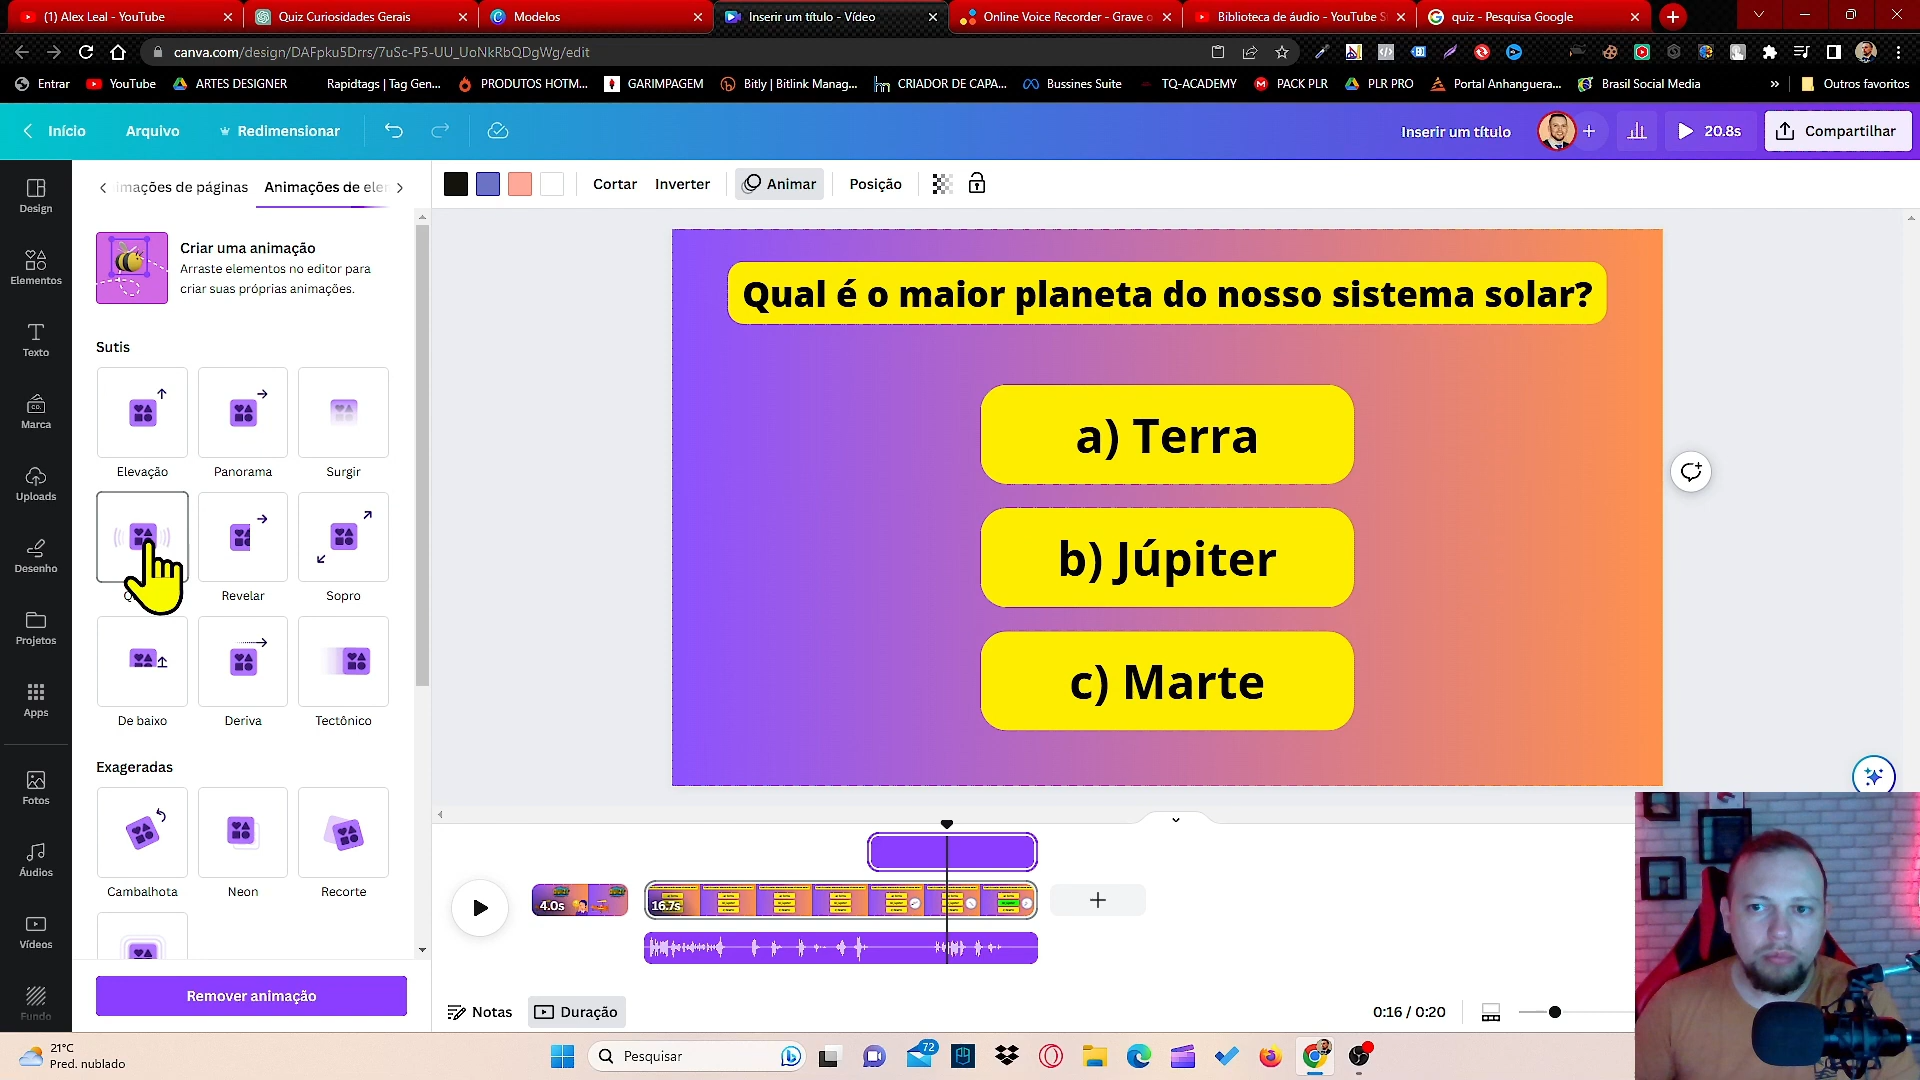 (1) Alex Leal - YouTube
Quiz Curiosidades Gerais
Modelos
Inserir um título - Vídeo
Online Voice Recorder - Grave o
Biblioteca de áudio - YouTube S
quiz - Pesquisa Google
canva.com/design/DAFpku5Drrs/7uSc-P5-UU_UoNkRbQDgWg/edit
Entrar
YouTube
ARTES DESIGNER
Rapidtags | Tag Gen...
PRODUTOS HOTM...
GARIMPAGEM
Bitly | Bitlink Manag...
CRIADOR DE CAPA...
Bussines Suite
TQ-ACADEMY
PACK PLR
PLR PRO
Portal Anhanguera...
Brasil Social Media
»
Outros favoritos
Início
Arquivo
Redimensionar
Inserir um título
20.8s
Compartilhar
Design
Elementos
Texto
Marca
Uploads
Desenho
Projetos
Apps
Fotos
Áudios
Vídeos
Fundo
imações de páginas
Animações de ele
Criar uma animação
Arraste elementos no editor para
criar suas próprias animações.
Sutis
Elevação
Panorama
Surgir
Revelar
Sopro
De baixo
Deriva
Tectônico
Exageradas
Cambalhota
Neon
Recorte
Remover animação
Cortar
Inverter
Animar
Posição
Qual é o maior planeta do nosso sistema solar?
a) Terra
b) Júpiter
c) Marte
4.0s
16.7s
Notas
Duração
0:16 / 0:20
21°C
Pred. nublado
Pesquisar
72